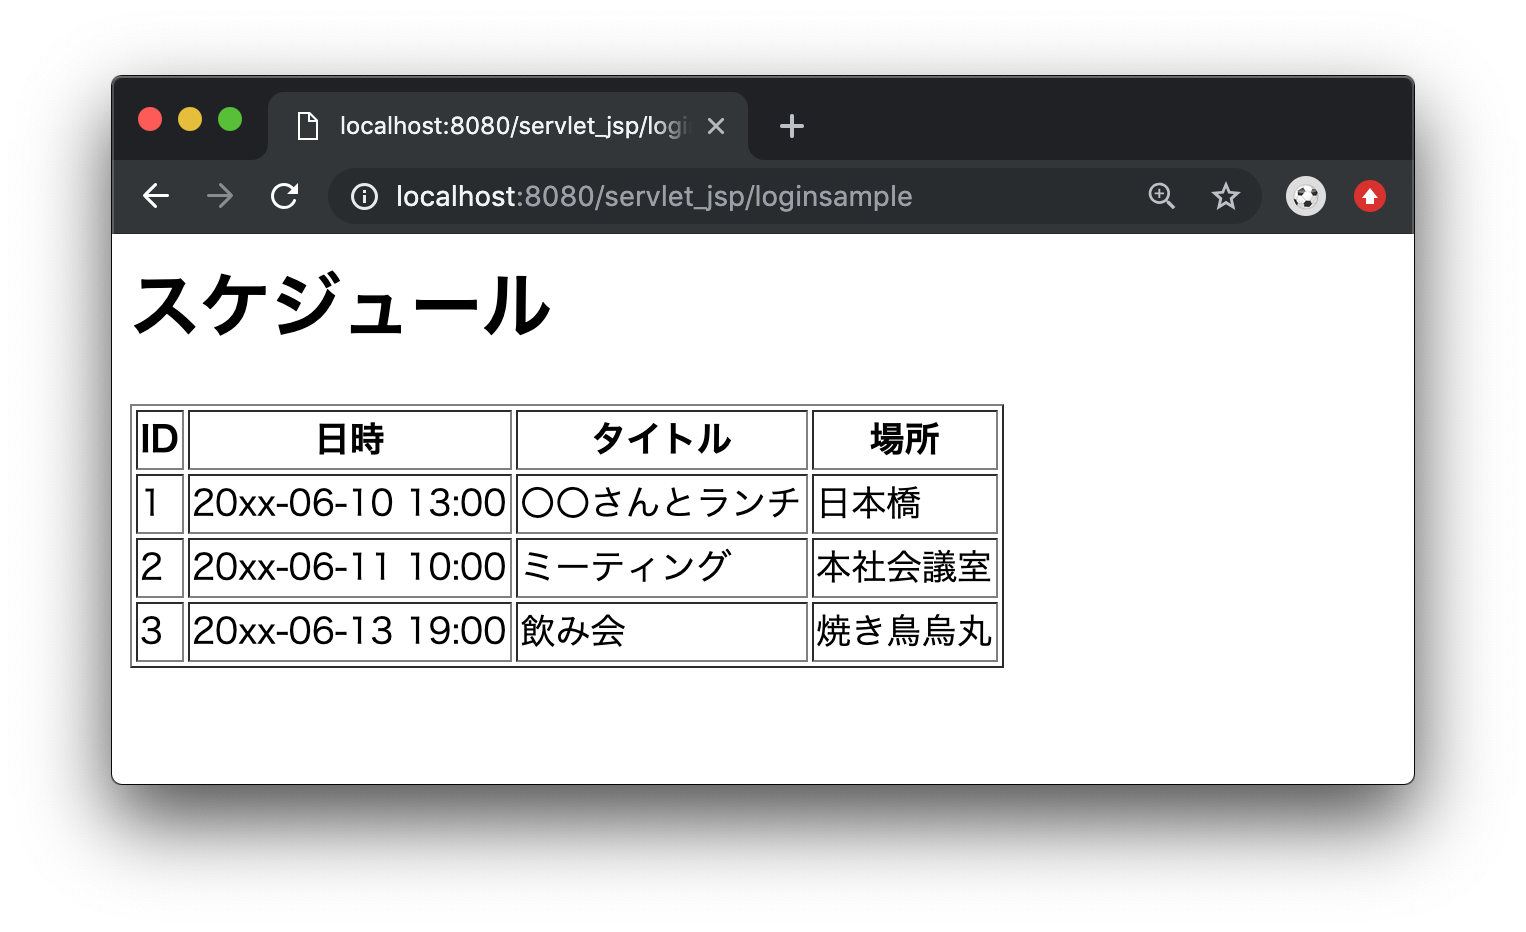 localhost:8080/servlet_jsp/logi
localhost:8080/servlet_jsp/loginsample
スケジュール
ID 日時 タイトル 場所
1 20xx-06-10 13:00 〇〇さんとランチ 日本橋
2 20xx-06-11 10:00 ミーティング 本社会議室
3 20xx-06-13 19:00 飲み会 焼き鳥烏丸